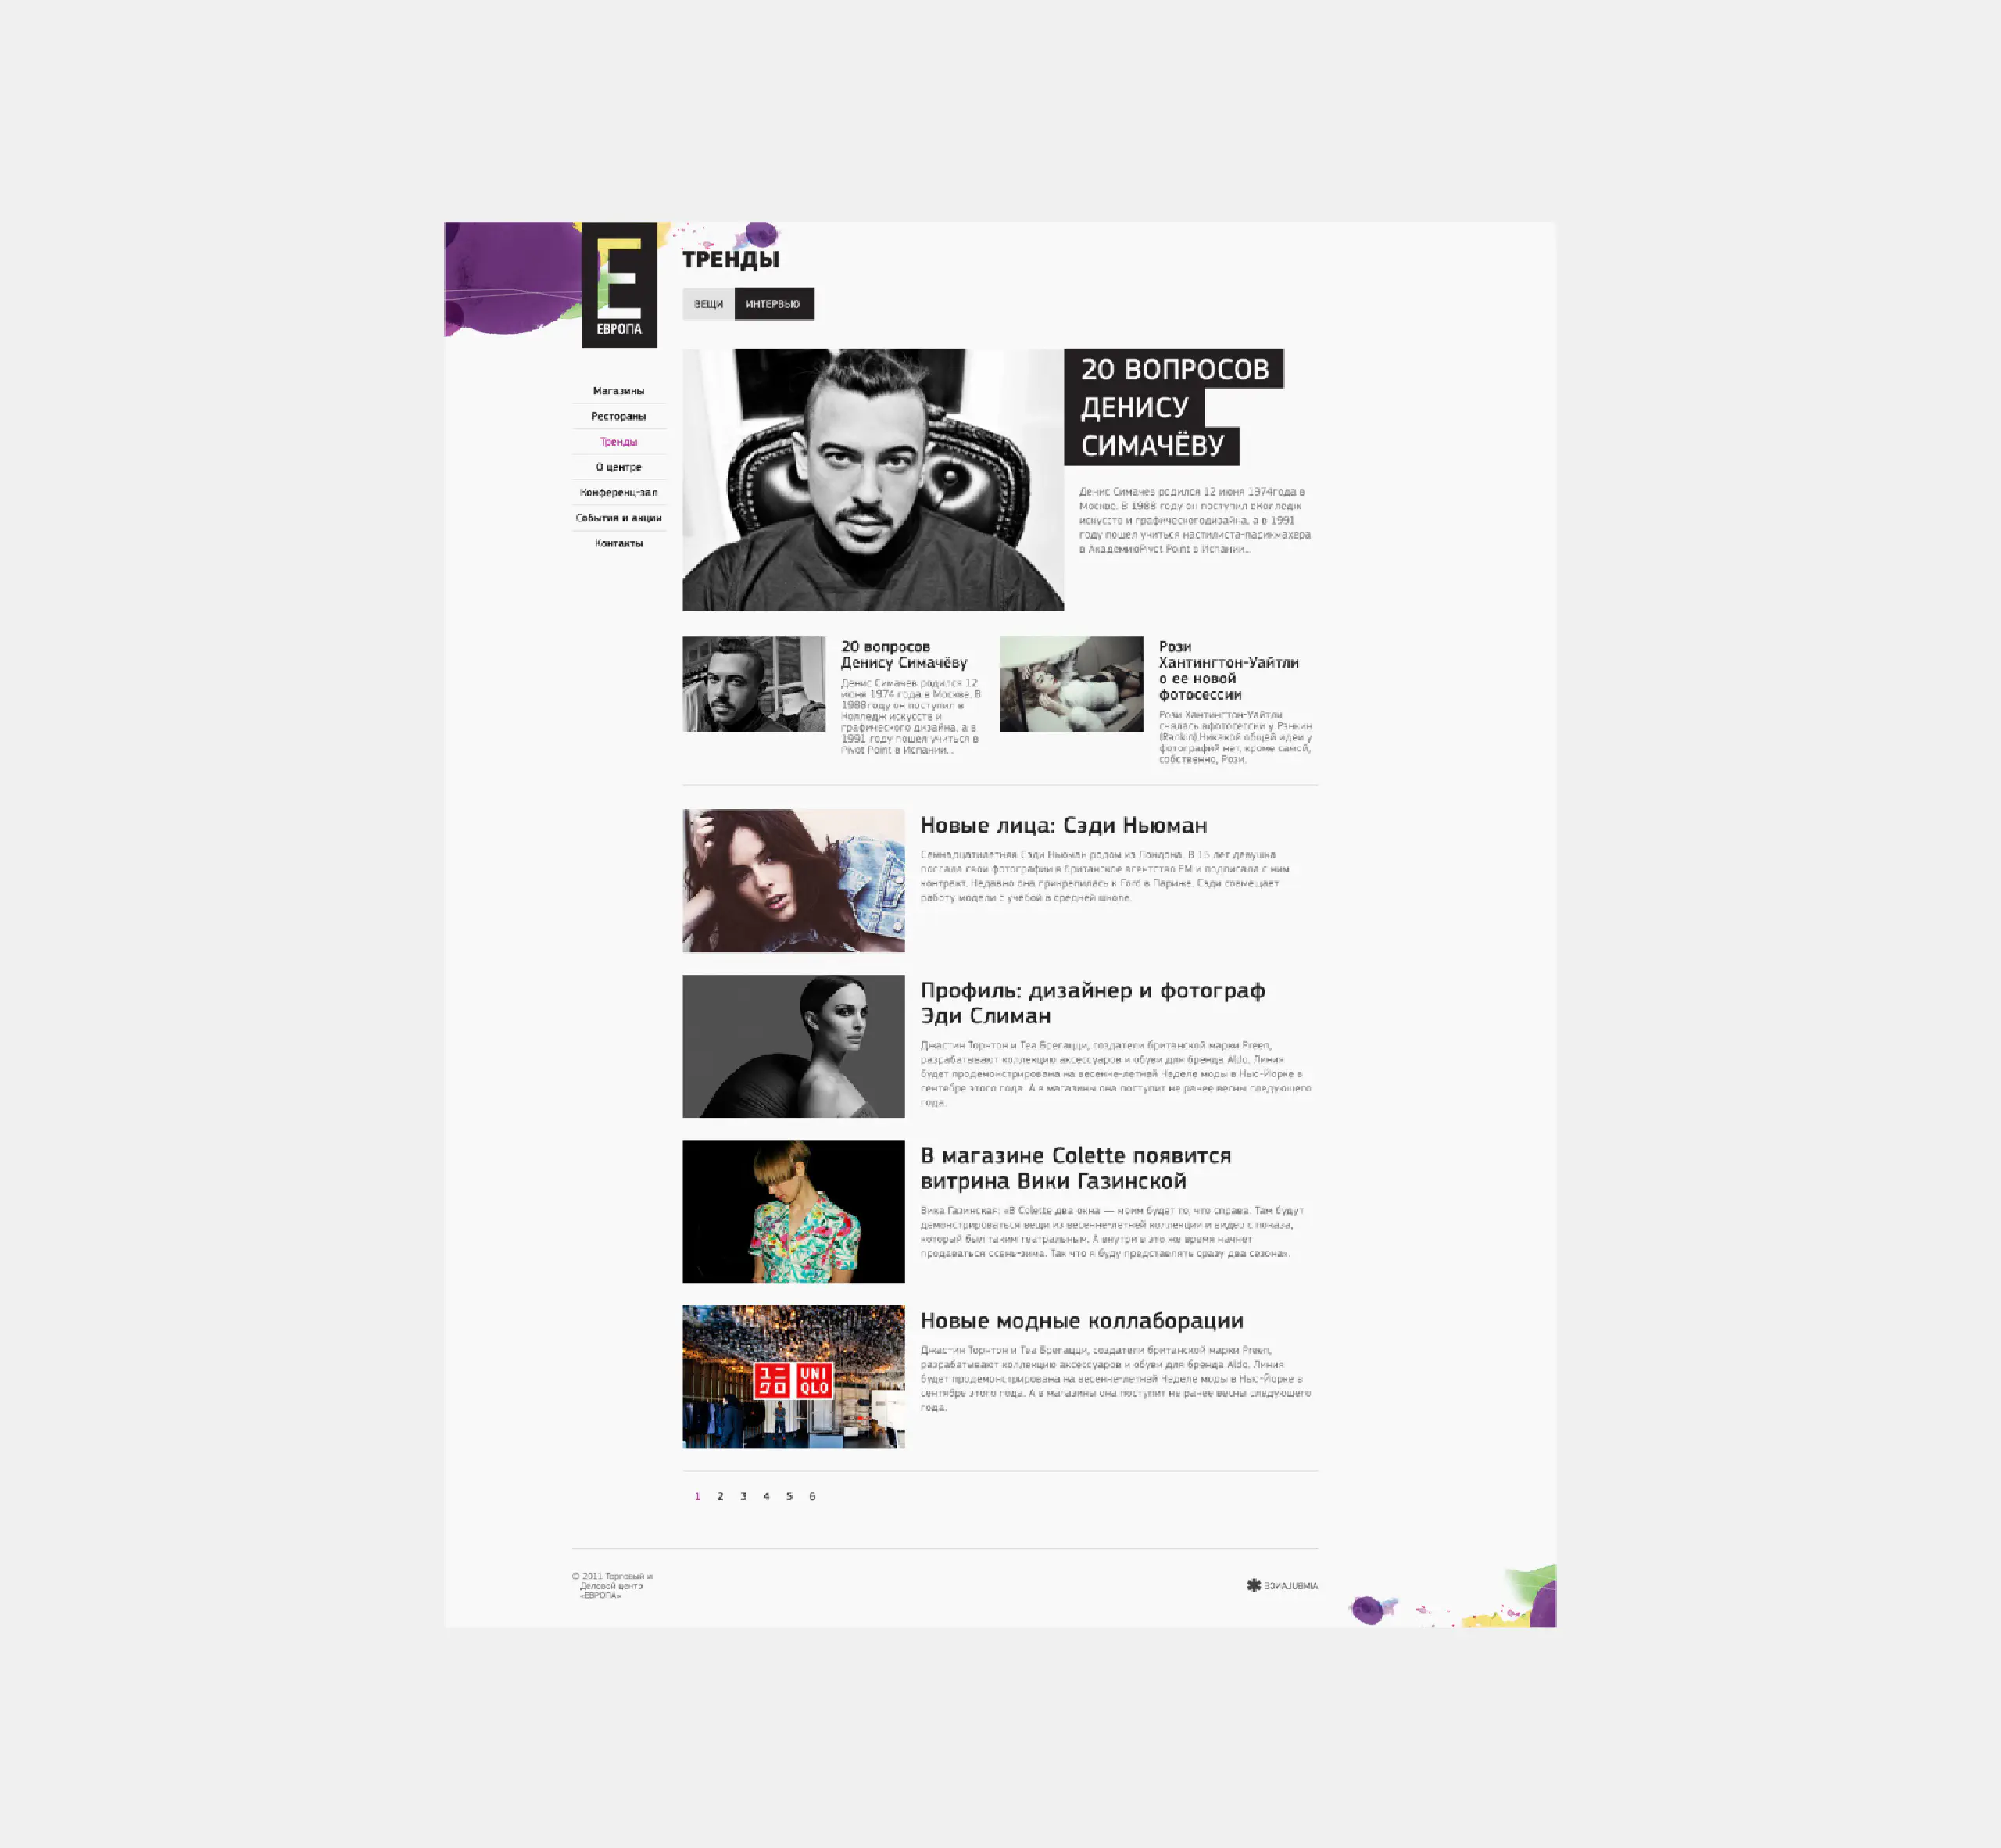 Е
ЕВРОПА
ТРЕНДЫ
ВЕЩИ
ИНТЕРВЬЮ
Магазины
Рестораны
Тренды
О центре
Конференц-зал
События и акции
Контакты
20 ВОПРОСОВ
ДЕНИСУ
СИМАЧЁВУ
Денис Симачев родился 12 июня 1974года в
Москве. В 1988 году он поступил вКолледж
искусств и графическогодизайна, а в 1991
году пошел учиться настилиста-парикмахера
в АкадемиюPivot Point в Испании...
20 вопросов
Денису Симачёву
Денис Симачев родился 12
июня 1974 года в Москве. В
1988году он поступил в
Колледж искусств и
графического дизайна, а в
1991 году пошел учиться в
Pivot Point в Испании...
Рози
Хантингтон-Уайтли
о ее новой
фотосессии
Рози Хантингтон-Уайтли
снялась вфотосессии у Рэнкин
(Rankin).Никакой общей идеи у
фотографий нет, кроме самой,
собственно, Рози.
Новые лица: Сэди Ньюман
Семнадцатилетняя Сэди Ньюман родом из Лондона. В 15 лет девушка
послала свои фотографии в британское агентство FM и подписала с ним
контракт. Недавно она прикрепилась к Ford в Париже. Сэди совмещает
работу модели с учёбой в средней школе.
Профиль: дизайнер и фотограф
Эди Слиман
Джастин Торнтон и Теа Брегацци, создатели британской марки Preen,
разрабатывают коллекцию аксессуаров и обуви для бренда Aldo. Линия
будет продемонстрирована на весенне-летней Неделе моды в Нью-Йорке в
сентябре этого года. А в магазины она поступит не ранее весны следующего
года.
В магазине Colette появится
витрина Вики Газинской
Вика Газинская: «В Colette два окна — моим будет то, что справа. Там будут
демонстрироваться вещи из весенне-летней коллекции и видео с показа,
который был таким театральным. А внутри в это же время начнет
продаваться осень-зима. Так что я буду представлять сразу два сезона».
ユニ
クロ
UNI
QLO
Новые модные коллаборации
Джастин Торнтон и Теа Брегацци, создатели британской марки Preen,
разрабатывают коллекцию аксессуаров и обуви для бренда Aldo. Линия
будет продемонстрирована на весенне-летней Неделе моды в Нью-Йорке в
сентябре этого года. А в магазины она поступит не ранее весны следующего
года.
1 2 3 4 5 6
© 2011 Торговый и
Деловой центр
«ЕВРОПА»
AIMBULANCE